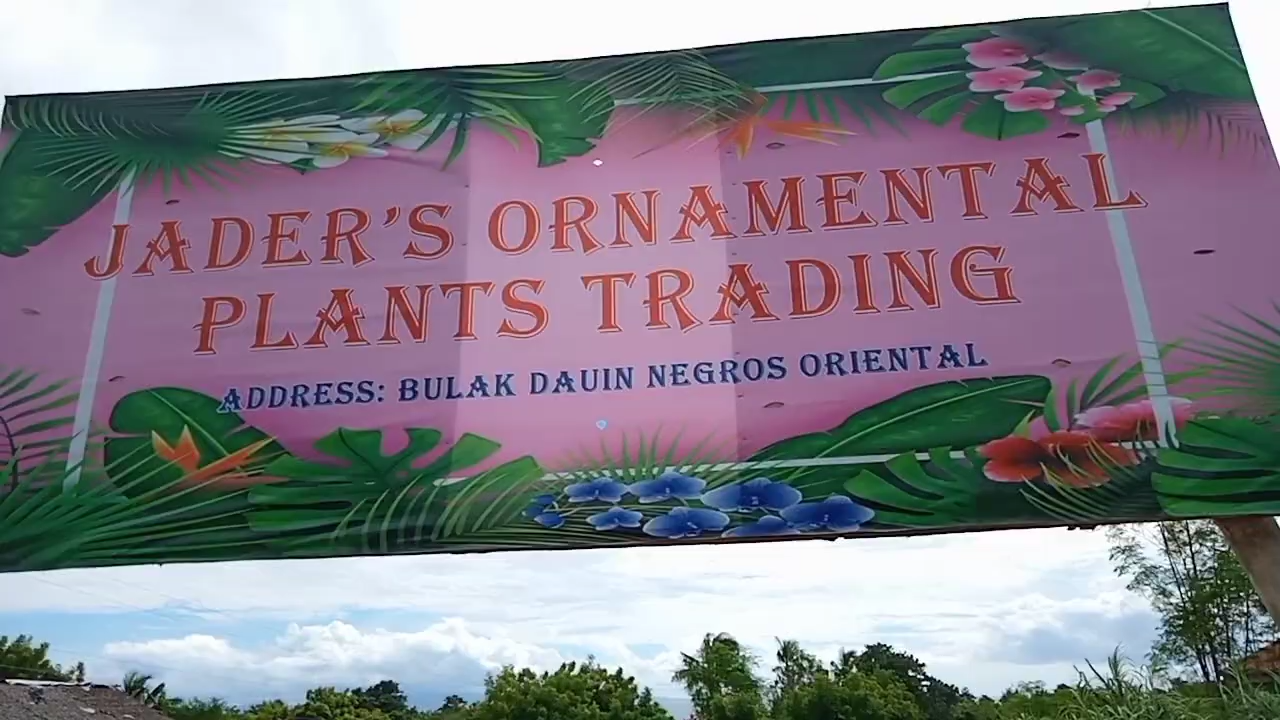 JADER'S ORNAMENTAL
PLANTS TRADING
ADDRESS: BULAK DAUIN NEGROS ORIENTAL